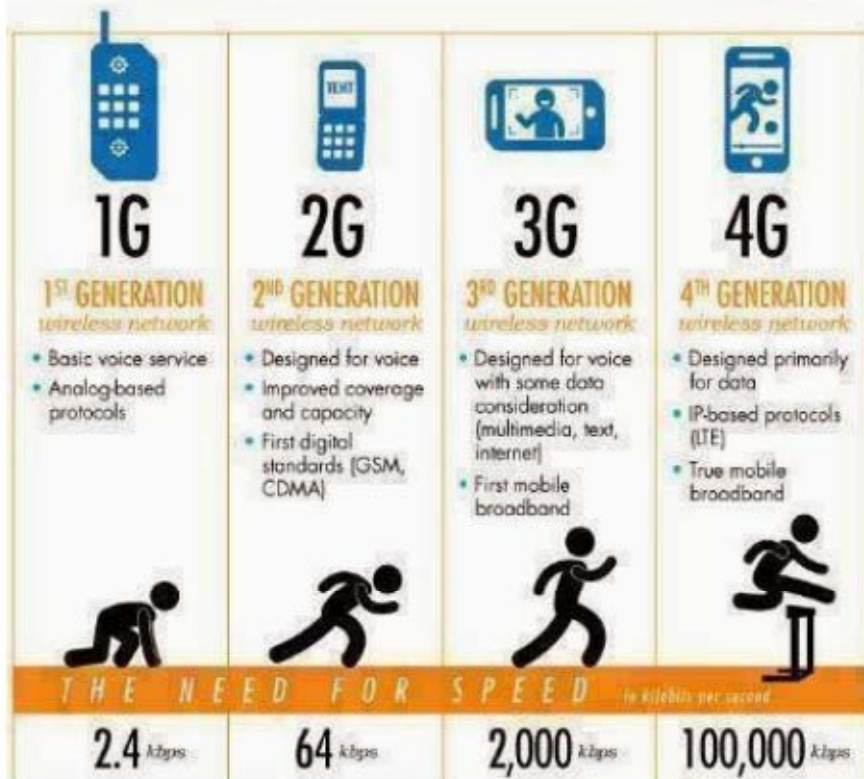 TEXT
1G
1ST GENERATION
wireless network
• Basic voice service
• Analog-based
protocols
2G
2ND GENERATION
wireless network
• Designed for voice
• Improved coverage
and capacity
• First digital
standards (GSM,
CDMA)
3G
3RD GENERATION
wireless network
• Designed for voice
with some data
consideration
(multimedia, text,
internet)
• First mobile
broadband
4G
4TH GENERATION
wireless network
• Designed primarily
for data
• IP-based protocols
(LTE)
• True mobile
broadband
THE NEED FOR SPEED in kilobits per second
2.4 kbps
64 kbps
2,000 kbps
100,000 kbps